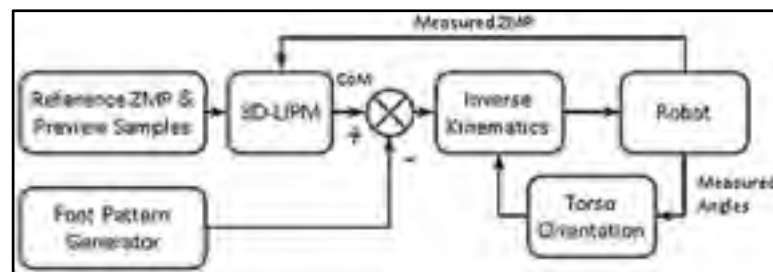 Measured ZMP
Reference ZMP &
Preview Samples
3D-LIPM
CoM
+
-
Inverse
Kinematics
Robot
Foot Pattern
Generator
Torso
Orientation
Measured
Angles